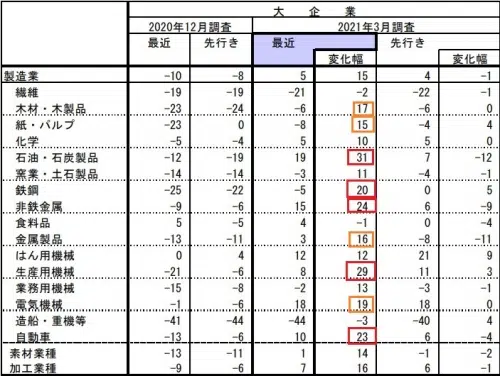 大 企 業
2020年12月調査 2021年3月調査
最近 先行き 最近 先行き
変化幅 変化幅
製造業 -10 -8 5 15 4 -1
繊維 -19 -19 -21 -2 -22 -1
木材・木製品 -23 -24 -6 17 -6 0
紙・パルプ -23 0 -8 15 -4 4
化学 -5 -4 5 10 5 0
石油・石炭製品 -12 -19 19 31 7 -12
窯業・土石製品 -14 -14 -3 11 -4 -1
鉄鋼 -25 -22 -5 20 0 5
非鉄金属 -9 -6 15 24 6 -9
食料品 5 -5 4 -1 0 -4
金属製品 -13 -11 3 16 -8 -11
はん用機械 0 4 12 12 21 9
生産用機械 -21 -6 8 29 11 3
業務用機械 -15 -8 -2 13 -3 -1
電気機械 -1 -6 18 19 18 0
造船・重機等 -41 -44 -44 -3 -40 4
自動車 -13 -6 10 23 6 -4
素材業種 -13 -11 1 14 -1 -2
加工業種 -9 -6 7 16 6 -1